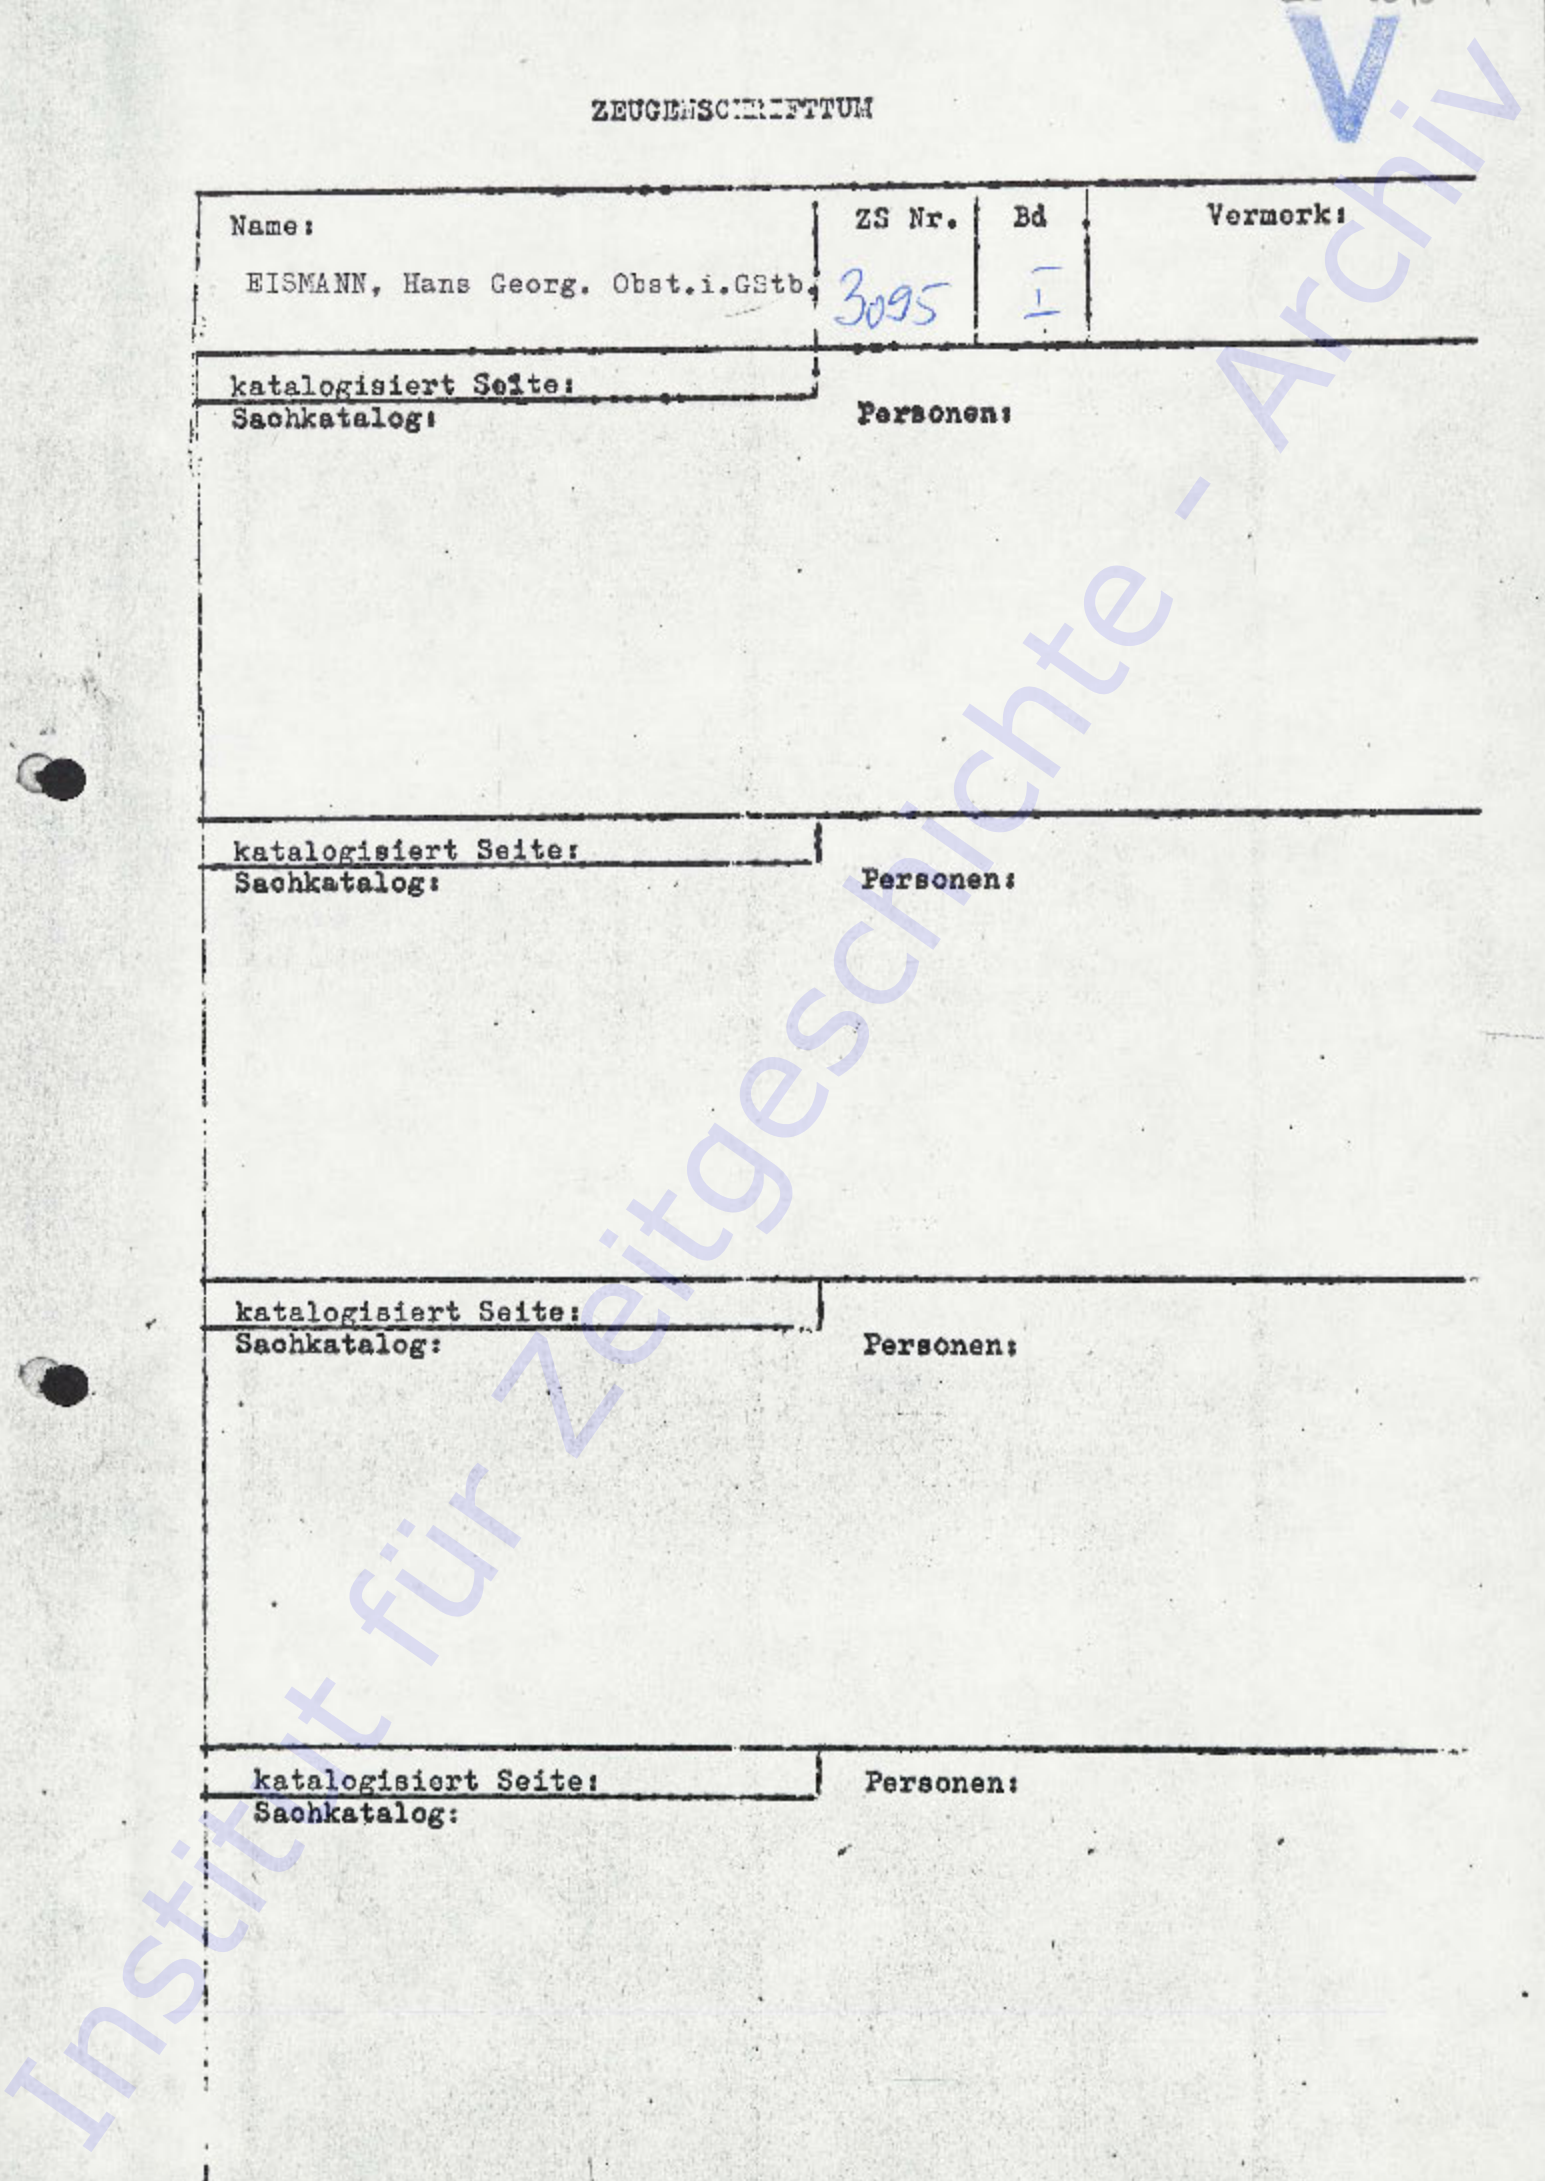 V
ZEUGENSCHRIFTTUM
Name: ZS Nr. Bd Vermerk:
EISMANN, Hans Georg. Obst.i.GStb. 3095 I
katalogisiert Seite:
Sachkatalog: Personen:
katalogisiert Seite:
Sachkatalog: Personen:
katalogisiert Seite:
Sachkatalog: Personen:
katalogisiert Seite: Personen:
Sachkatalog:
Institut für Zeitgeschichte - Archiv